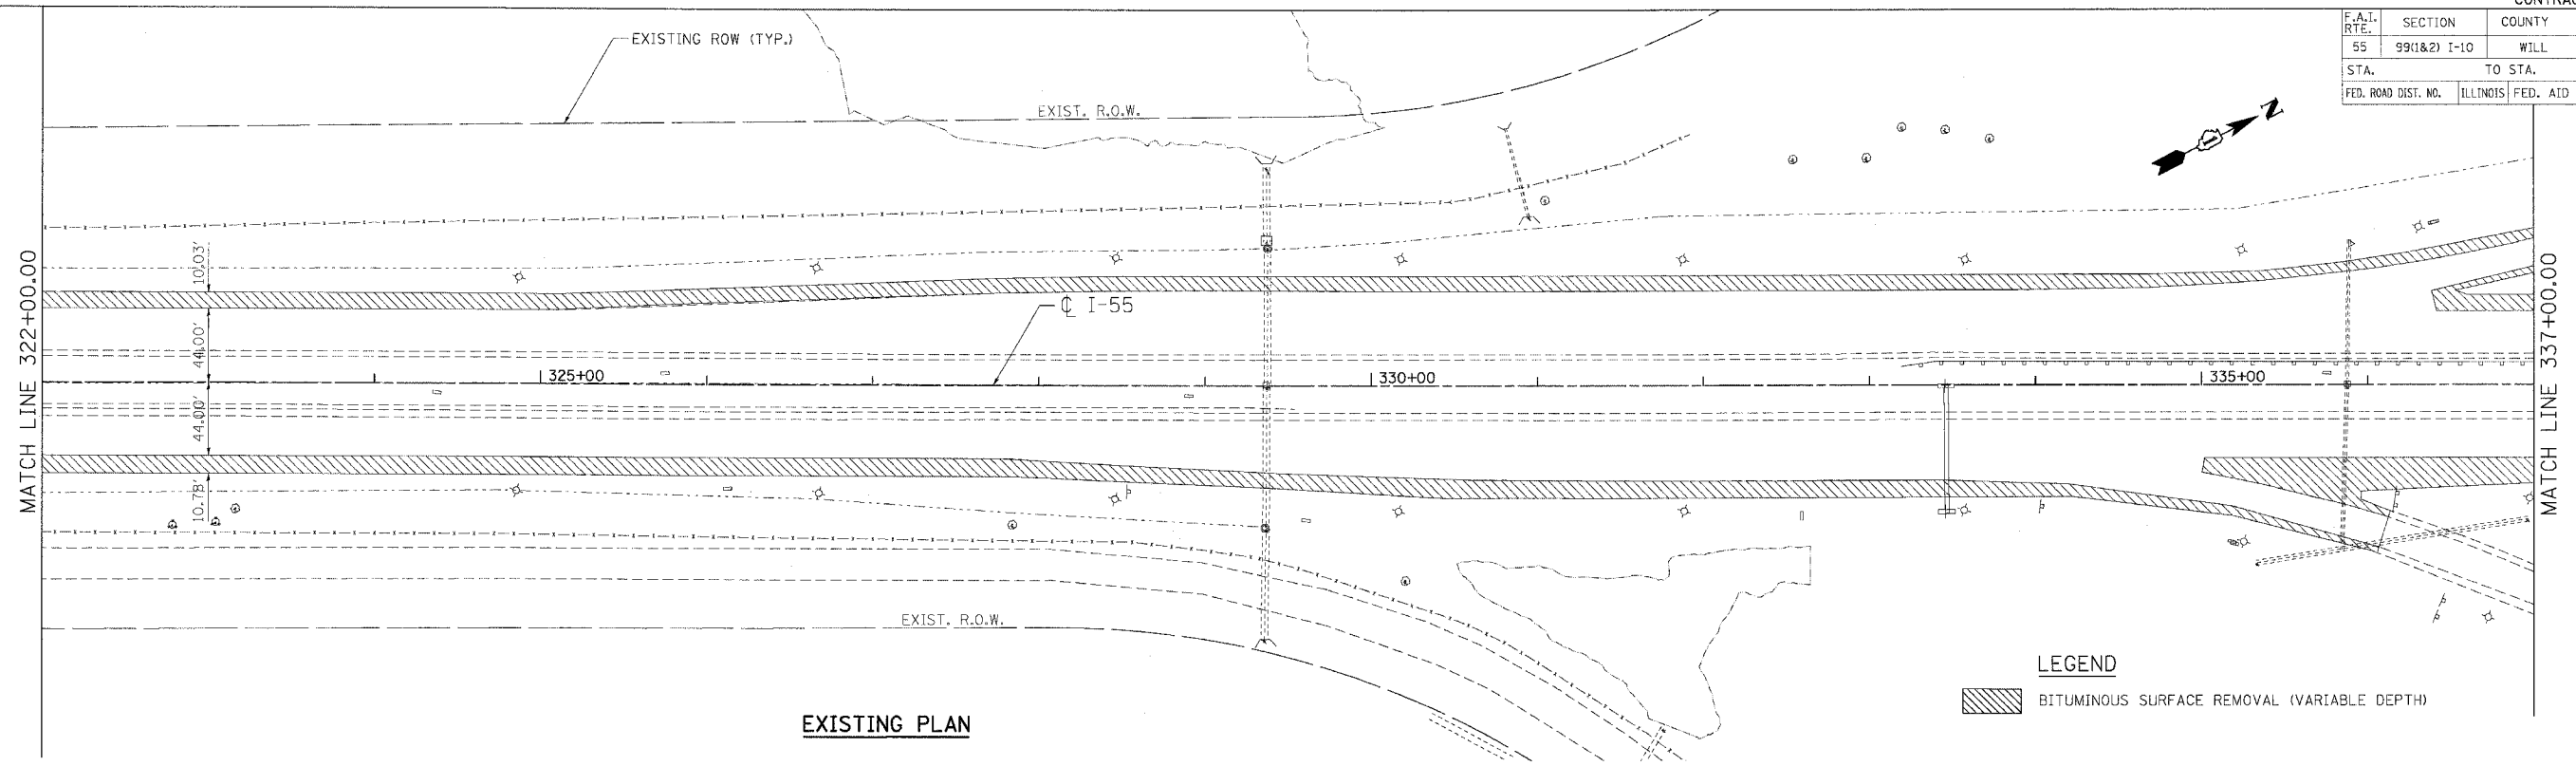 CONTRAC
F.A.I. RTE. SECTION COUNTY
55 99(1&2) I-10 WILL
STA. TO STA.
FED. ROAD DIST. NO. ILLINOIS FED. AID
EXISTING ROW (TYP.)
EXIST. R.O.W.
N
MATCH LINE 322+00.00
10.03'
44.00'
44.00'
10.78'
℄ I-55
325+00
330+00
335+00
MATCH LINE 337+00.00
EXIST. R.O.W.
EXISTING PLAN
LEGEND
BITUMINOUS SURFACE REMOVAL (VARIABLE DEPTH)